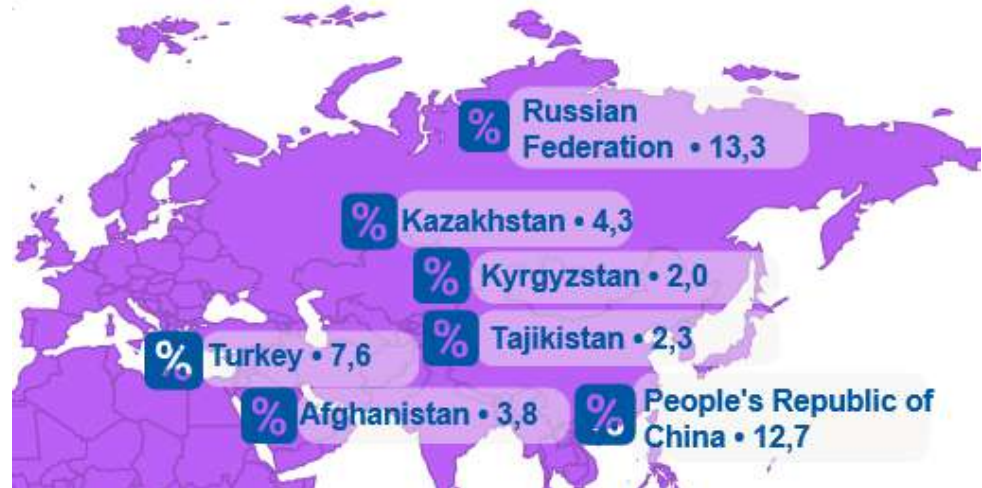 % Russian
Federation • 13,3
% Kazakhstan • 4,3
% Kyrgyzstan • 2,0
% Tajikistan • 2,3
% Turkey • 7,6
% Afghanistan • 3,8
% People's Republic of
China • 12,7